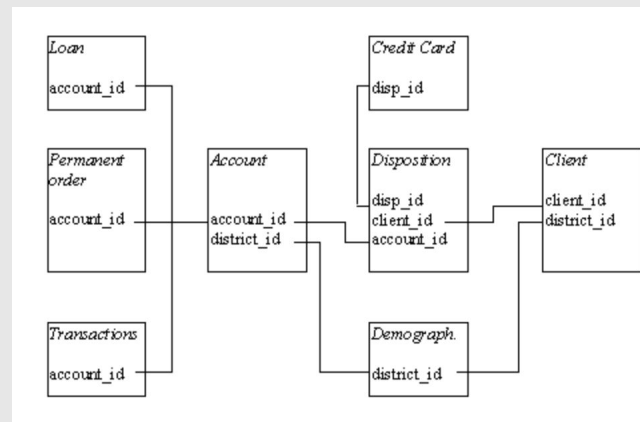 Loan
account_id
Credit Card
disp_id
Permanent
order
account_id
Account
account_id
district_id
Disposition
disp_id
client_id
account_id
Client
client_id
district_id
Transactions
account_id
Demograph.
district_id